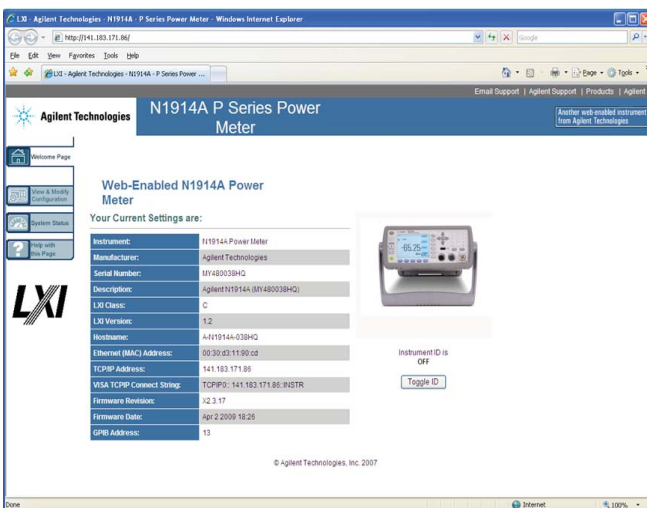 LXI - Agilent Technologies - N1914A - P Series Power Meter - Windows Internet Explorer
http://141.183.171.86/
Google
File Edit View Favorites Tools Help
LXI - Agilent Technologies - N1914A - P Series Power ...
Page Tools
Email Support | Agilent Support | Products | Agilent
Agilent Technologies
N1914A P Series Power
Meter
Another web-enabled instrument
from Agilent Technologies
Welcome Page
View & Modify
Configuration
System Status
Help with
this Page
LXI
Web-Enabled N1914A Power
Meter
Your Current Settings are:
Instrument: N1914A Power Meter
Manufacturer: Agilent Technologies
Serial Number: MY480038HQ
Description: Agilent N1914A (MY480038HQ)
LXI Class: C
LXI Version: 1.2
Hostname: A-N1914A-038HQ
Ethernet (MAC) Address: 00:30:d3:11:90:cd
TCP/IP Address: 141.183.171.86
VISA TCPIP Connect String: TCPIP0:: 141.183.171.86::INSTR
Firmware Revision: X2.3.17
Firmware Date: Apr 2 2009 18:26
GPIB Address: 13
-65.25
Instrument ID is
OFF
Toggle ID
© Agilent Technologies, Inc. 2007
Done
Internet
100%